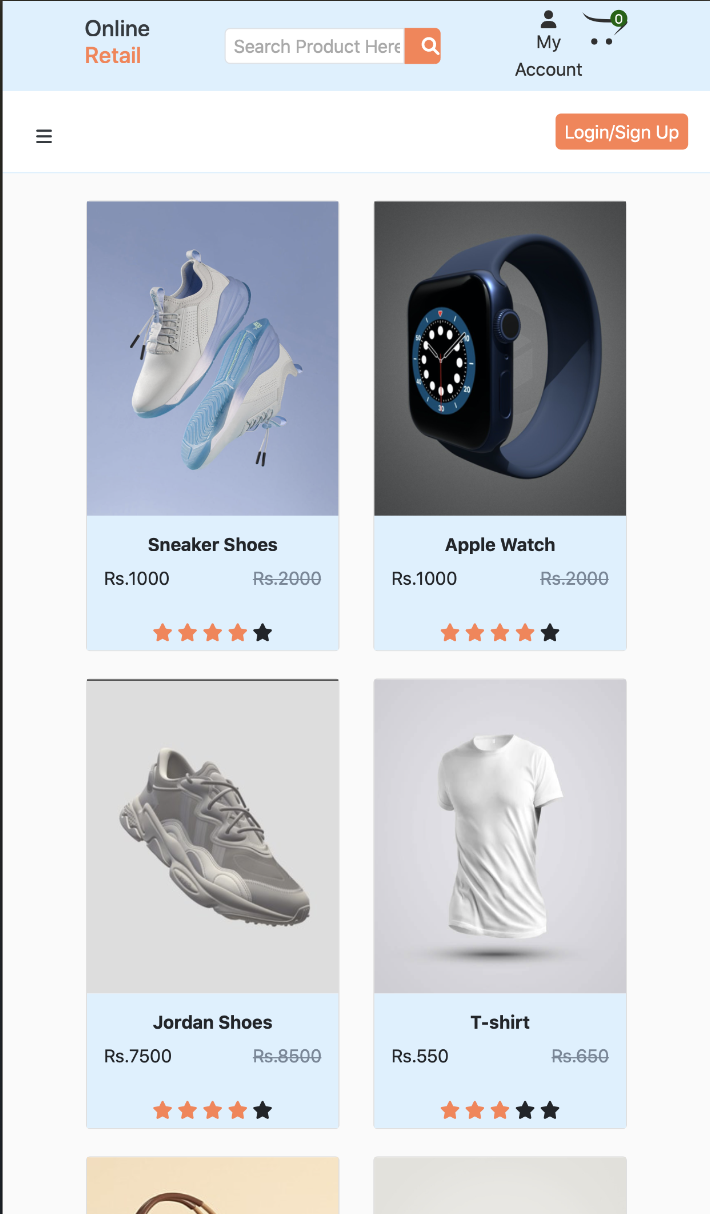 Online
Retail
Search Product Here
0
My
Account
Login/Sign Up
Sneaker Shoes
Rs.1000 Rs.2000
Apple Watch
Rs.1000 Rs.2000
Jordan Shoes
Rs.7500 Rs.8500
T-shirt
Rs.550 Rs.650